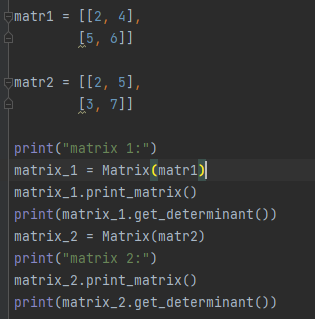 matr1 = [[2, 4],
         [5, 6]]

matr2 = [[2, 5],
         [3, 7]]

print("matrix 1:")
matrix_1 = Matrix(matr1)
matrix_1.print_matrix()
print(matrix_1.get_determinant())
matrix_2 = Matrix(matr2)
print("matrix 2:")
matrix_2.print_matrix()
print(matrix_2.get_determinant())